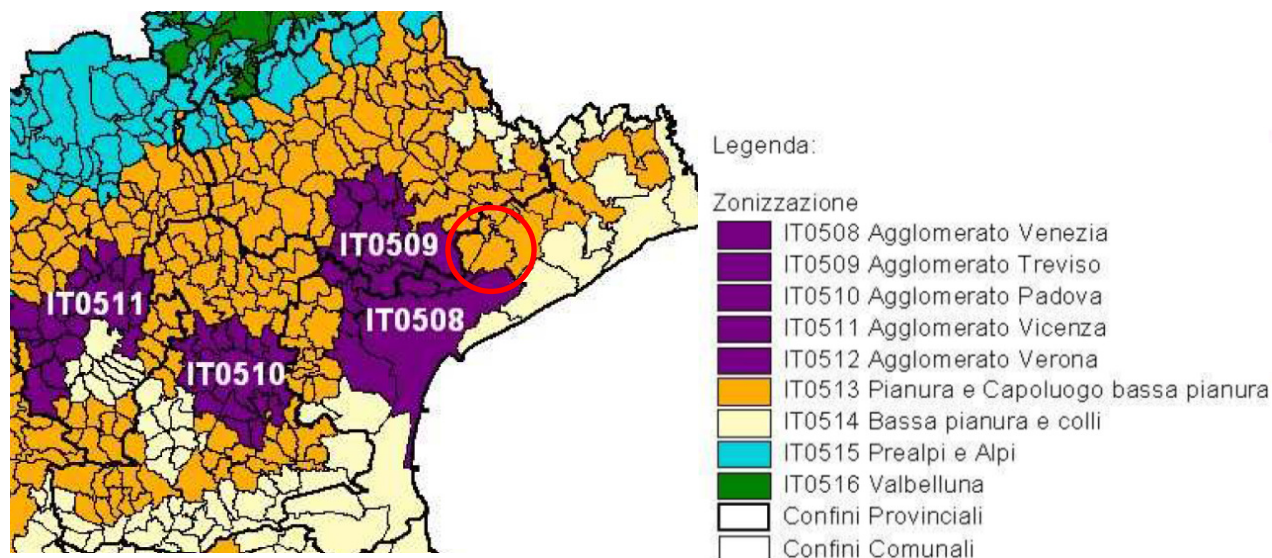 IT0509
IT0511
IT0508
IT0510
Legenda:
Zonizzazione
IT0508 Agglomerato Venezia
IT0509 Agglomerato Treviso
IT0510 Agglomerato Padova
IT0511 Agglomerato Vicenza
IT0512 Agglomerato Verona
IT0513 Pianura e Capoluogo bassa pianura
IT0514 Bassa pianura e colli
IT0515 Prealpi e Alpi
IT0516 Valbelluna
Confini Provinciali
Confini Comunali